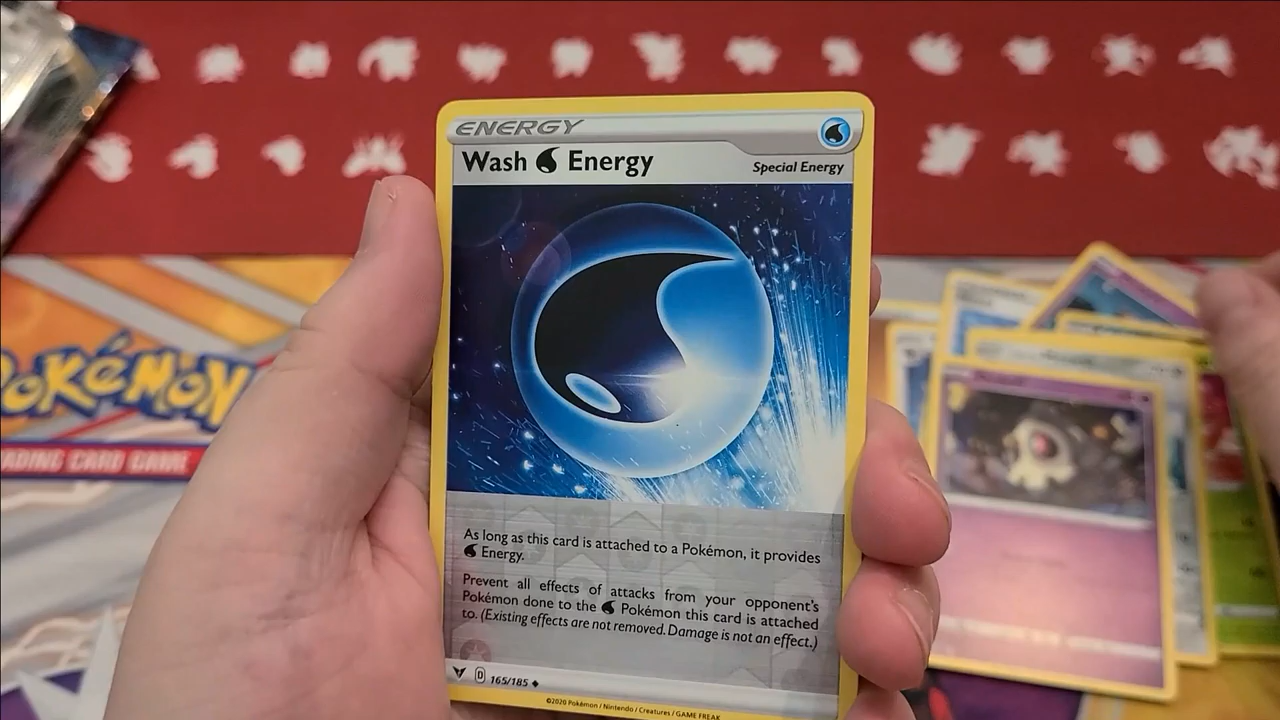 ENERGY
Wash Energy
Special Energy
As long as this card is attached to a Pokémon, it provides
Energy.
Prevent all effects of attacks from your opponent's
Pokémon done to the Pokémon this card is attached
to. (Existing effects are not removed. Damage is not an effect.)
D 165/185
©2020 Pokémon / Nintendo / Creatures / GAME FREAK
POKéMON
TRADING CARD GAME